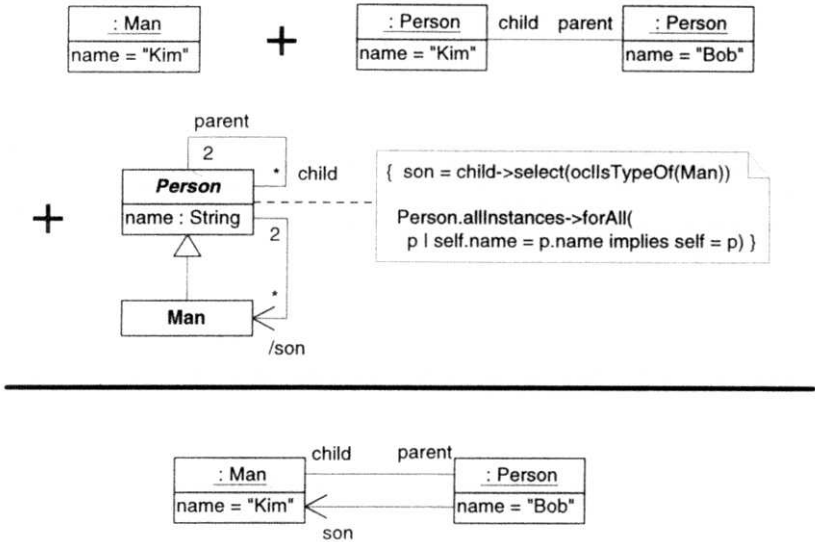 : Man
name = "Kim"
+
: Person
name = "Kim"
child parent
: Person
name = "Bob"
+
parent
2
*
child
Person
name : String
2
*
Man
/son
{ son = child->select(oclIsTypeOf(Man))
Person.allInstances->forAll(
p | self.name = p.name implies self = p) }
child parent
: Man
name = "Kim"
: Person
name = "Bob"
son